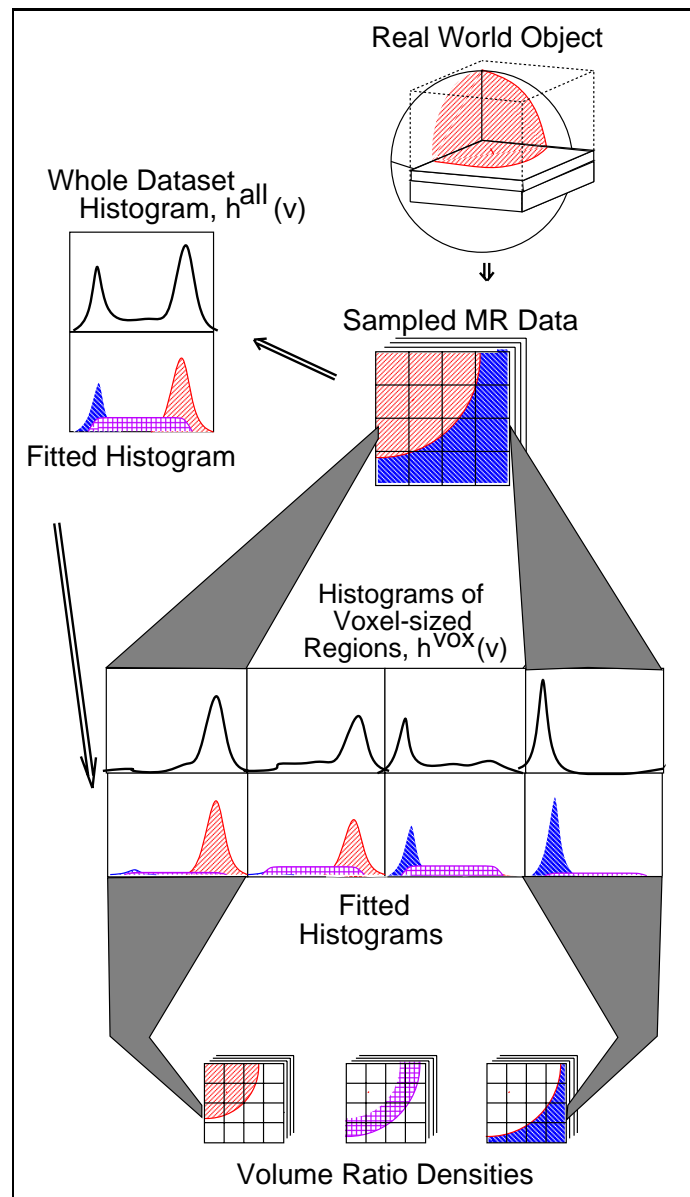 Real World Object
Whole Dataset
Histogram, h^all (v)
Sampled MR Data
Fitted Histogram
Histograms of
Voxel-sized
Regions, h^vox (v)
Fitted
Histograms
Volume Ratio Densities